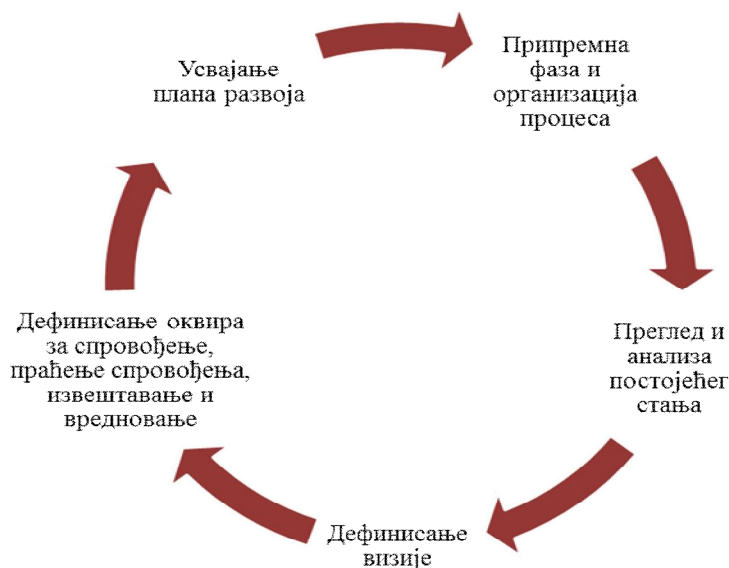 Припремна
фаза и
организација
процеса
Преглед и
анализа
постојећег
стања
Дефинисање
визије
Дефинисање оквира
за спровођење,
праћење спровођења,
извештавање и
вредновање
Усвајање
плана развоја